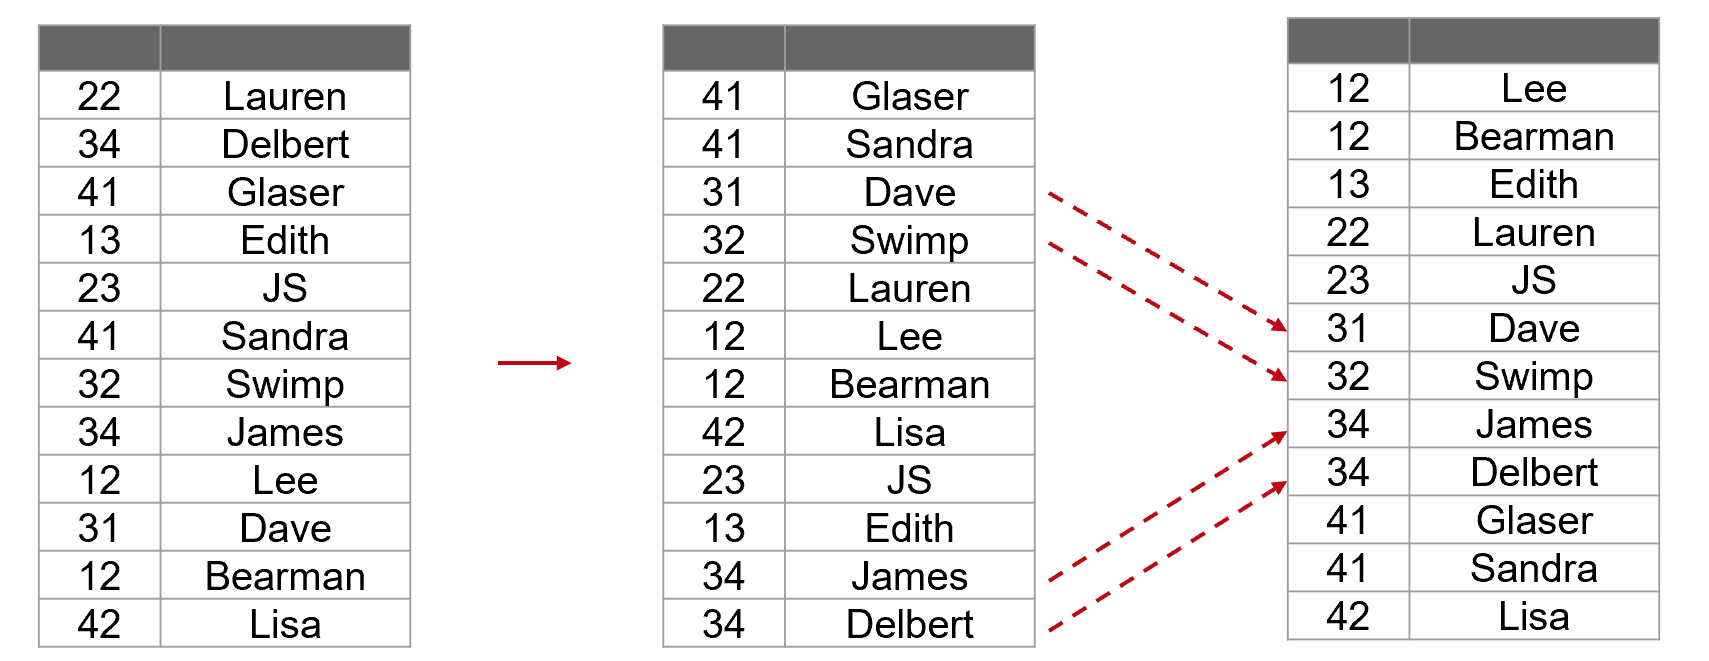 22 Lauren
34 Delbert
41 Glaser
13 Edith
23 JS
41 Sandra
32 Swimp
34 James
12 Lee
31 Dave
12 Bearman
42 Lisa
41 Glaser
41 Sandra
31 Dave
32 Swimp
22 Lauren
12 Lee
12 Bearman
42 Lisa
23 JS
13 Edith
34 James
34 Delbert
12 Lee
12 Bearman
13 Edith
22 Lauren
23 JS
31 Dave
32 Swimp
34 James
34 Delbert
41 Glaser
41 Sandra
42 Lisa